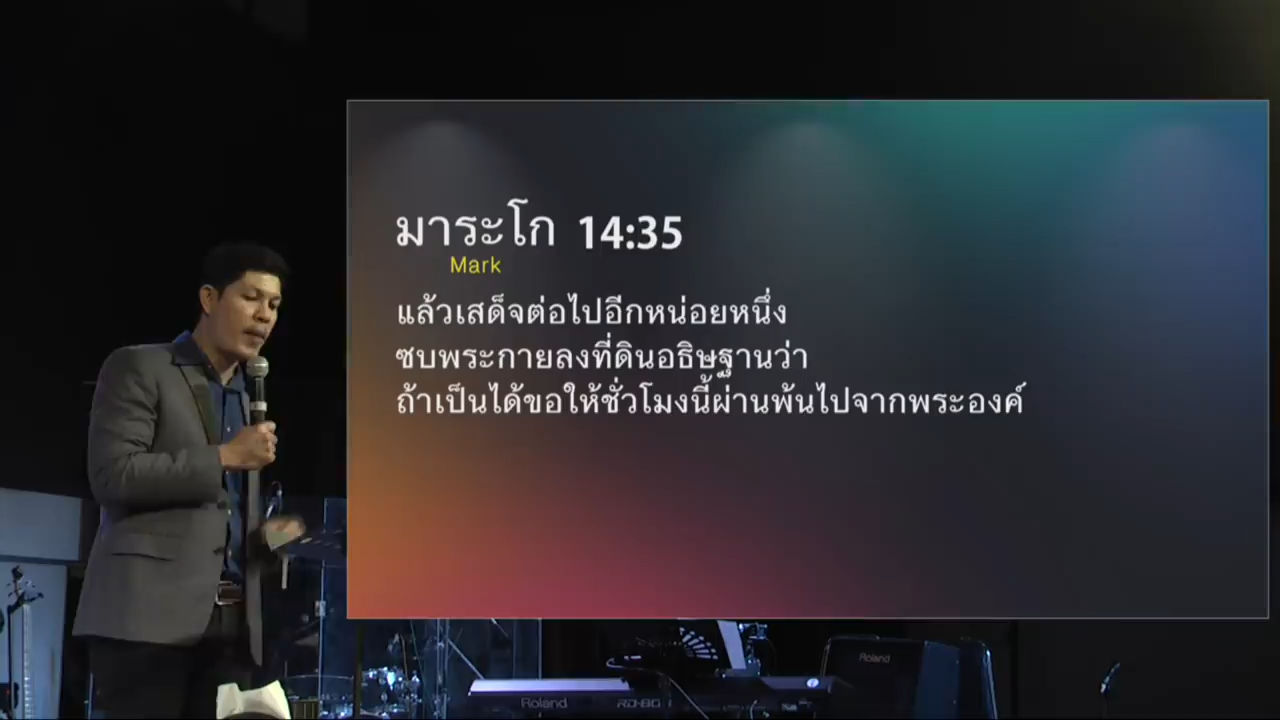 มาระโก 14:35
Mark
แล้วเสด็จต่อไปอีกหน่อยหนึ่ง
ซบพระกายลงที่ดินอธิษฐานว่า
ถ้าเป็นได้ขอให้ชั่วโมงนี้ผ่านพ้นไปจากพระองค์
Roland
Roland RD-80